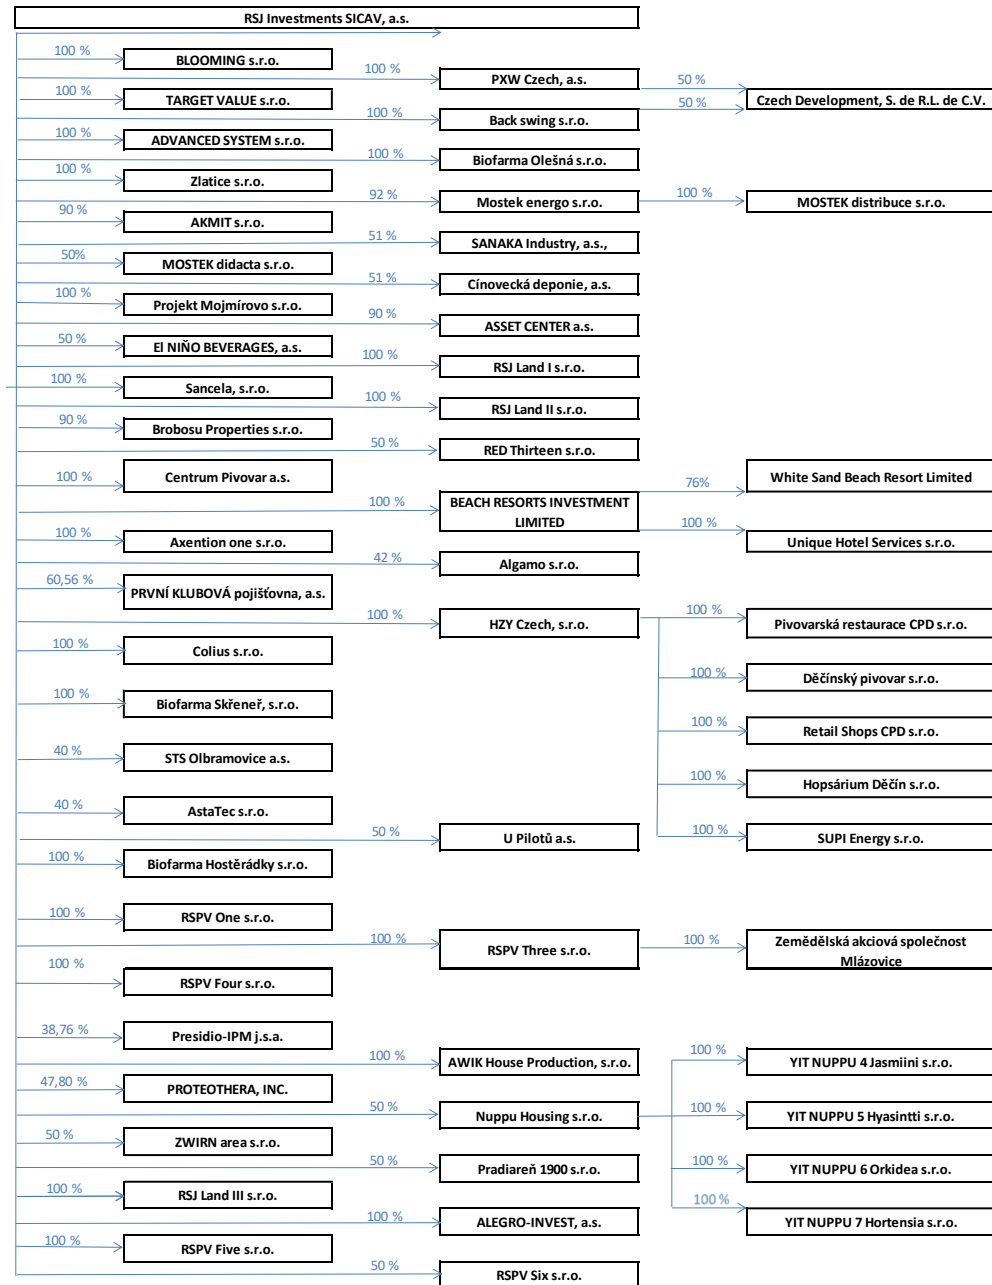 RSJ Investments SICAV, a.s.
100 %
BLOOMING s.r.o.
100 %
PXW Czech, a.s.
50 %
100 %
TARGET VALUE s.r.o.
50 %
Czech Development, S. de R.L. de C.V.
100 %
Back swing s.r.o.
100 %
ADVANCED SYSTEM s.r.o.
100 %
Biofarma Olešná s.r.o.
100 %
Zlatice s.r.o.
92 %
Mostek energo s.r.o.
100 %
MOSTEK distribuce s.r.o.
90 %
AKMIT s.r.o.
51 %
SANAKA Industry, a.s.,
50%
MOSTEK didacta s.r.o.
51 %
Cínovecká deponie, a.s.
100 %
Projekt Mojmírovo s.r.o.
90 %
ASSET CENTER a.s.
50 %
El NIÑO BEVERAGES, a.s.
100 %
RSJ Land I s.r.o.
100 %
Sancela, s.r.o.
100 %
RSJ Land II s.r.o.
90 %
Brobosu Properties s.r.o.
50 %
RED Thirteen s.r.o.
100 %
Centrum Pivovar a.s.
76%
White Sand Beach Resort Limited
100 %
BEACH RESORTS INVESTMENT
LIMITED
100 %
Unique Hotel Services s.r.o.
100 %
Axention one s.r.o.
42 %
Algamo s.r.o.
60,56 %
PRVNÍ KLUBOVÁ pojišťovna, a.s.
100 %
HZY Czech, s.r.o.
100 %
Pivovarská restaurace CPD s.r.o.
100 %
Colius s.r.o.
100 %
Děčínský pivovar s.r.o.
100 %
Biofarma Skřeneř, s.r.o.
100 %
Retail Shops CPD s.r.o.
40 %
STS Olbramovice a.s.
100 %
Hopsárium Děčín s.r.o.
40 %
AstaTec s.r.o.
50 %
U Pilotů a.s.
100 %
SUPI Energy s.r.o.
100 %
Biofarma Hostěrádky s.r.o.
100 %
RSPV One s.r.o.
100 %
RSPV Three s.r.o.
100 %
Zemědělská akciová společnost
Mlázovice
100 %
RSPV Four s.r.o.
38,76 %
Presidio-IPM j.s.a.
100 %
AWIK House Production, s.r.o.
100 %
YIT NUPPU 4 Jasmiini s.r.o.
47,80 %
PROTEOTHERA, INC.
50 %
Nuppu Housing s.r.o.
100 %
YIT NUPPU 5 Hyasintti s.r.o.
50 %
ZWIRN area s.r.o.
50 %
Pradiareň 1900 s.r.o.
100 %
YIT NUPPU 6 Orkidea s.r.o.
100 %
RSJ Land III s.r.o.
100 %
ALEGRO-INVEST, a.s.
100 %
YIT NUPPU 7 Hortensia s.r.o.
100 %
RSPV Five s.r.o.
50 %
RSPV Six s.r.o.